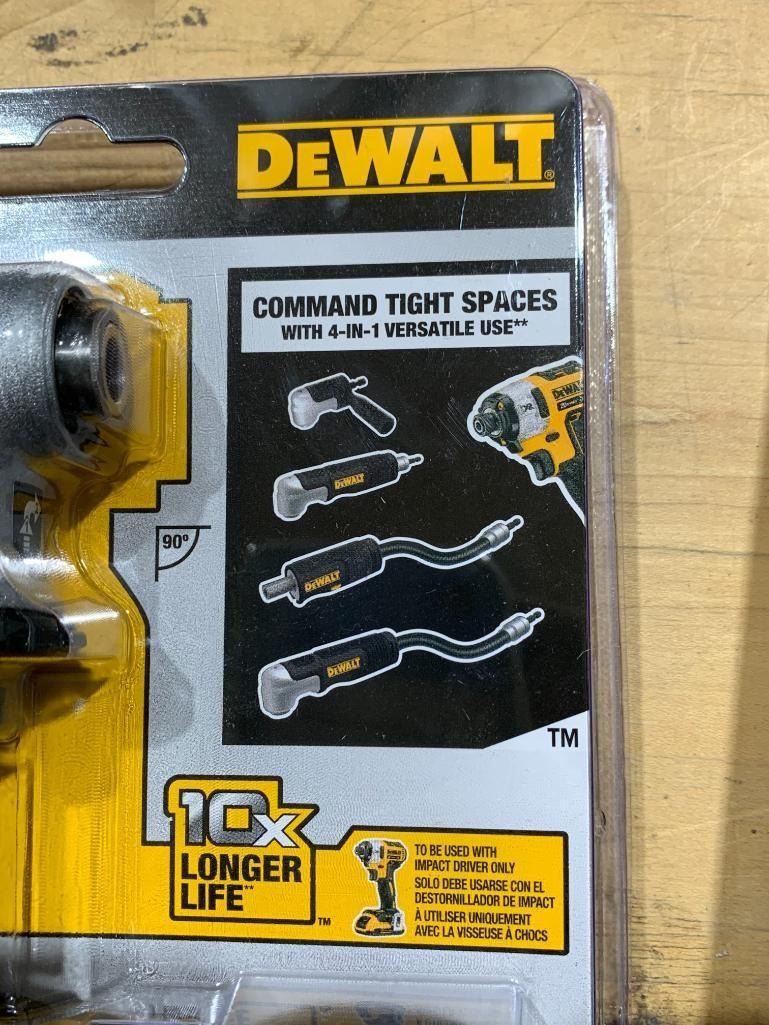 DEWALT®
COMMAND TIGHT SPACES
WITH 4-IN-1 VERSATILE USE**
DEWALT
DEWALT
90º
DEWALT
DEWALT
TM
10x
LONGER
LIFE**
TM
TO BE USED WITH
IMPACT DRIVER ONLY
SOLO DEBE USARSE CON EL
DESTORNILLADOR DE IMPACT
À UTILISER UNIQUEMENT
AVEC LA VISSEUSE À CHOCS